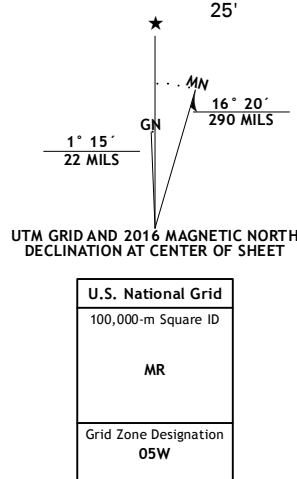 25'
★
MN
GN
16° 20´
290 MILS
1° 15´
22 MILS
UTM GRID AND 2016 MAGNETIC NORTH
DECLINATION AT CENTER OF SHEET
U.S. National Grid
100,000-m Square ID
MR
Grid Zone Designation
05W